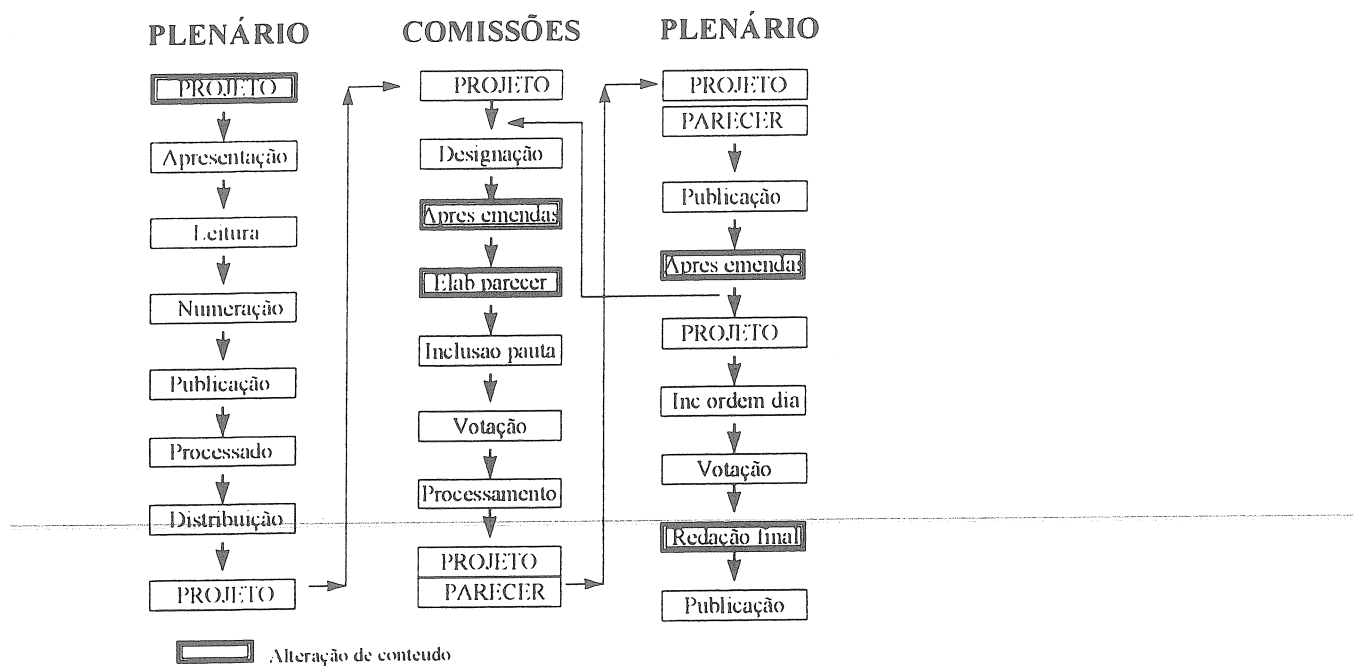 PLENÁRIO
PROJETO
Apresentação
Leitura
Numeração
Publicação
Processado
Distribuição
PROJETO
COMISSÕES
PROJETO
Designação
Apres emendas
Elab parecer
Inclusao pauta
Votação
Processamento
PROJETO
PARECER
PLENÁRIO
PROJETO
PARECER
Publicação
Apres emendas
PROJETO
Inc ordem dia
Votação
Redação final
Publicação
Alteração de conteudo